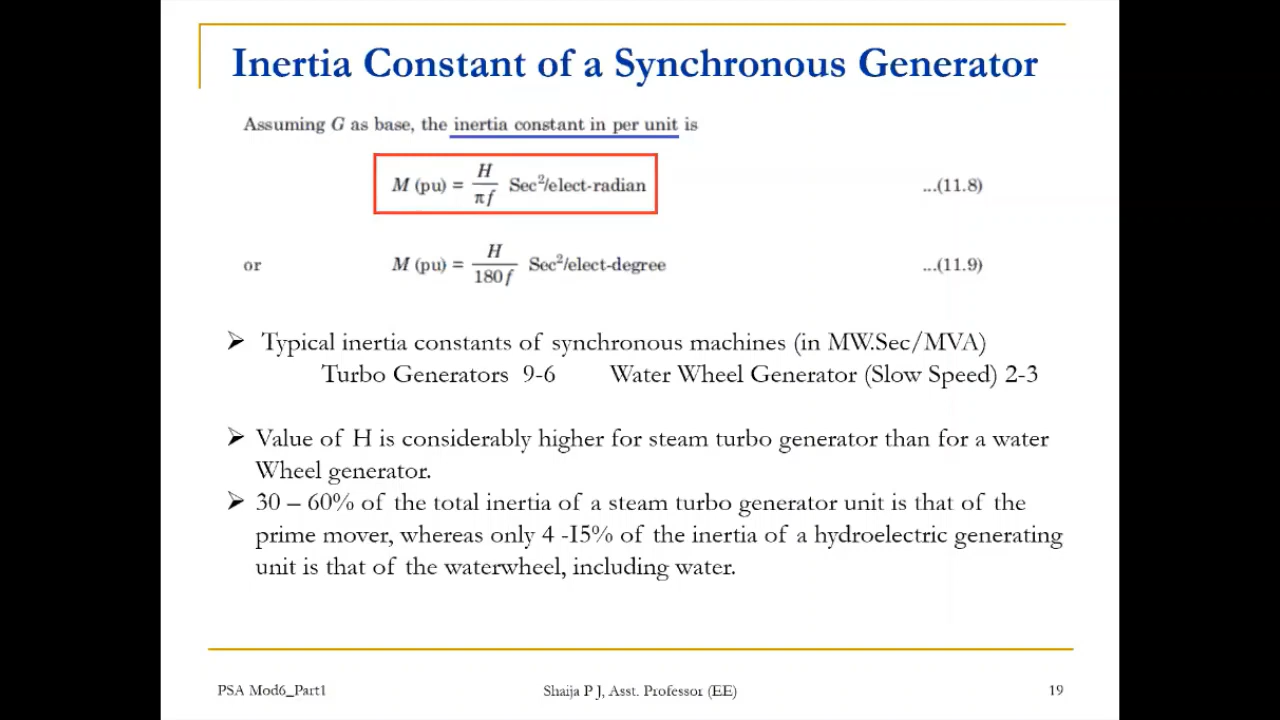 Inertia Constant of a Synchronous Generator
Assuming G as base, the inertia constant in per unit is
M (pu) = H/πf Sec²/elect-radian ...(11.8)
or M (pu) = H/180f Sec²/elect-degree ...(11.9)
➢ Typical inertia constants of synchronous machines (in MW.Sec/MVA)
Turbo Generators 9-6 Water Wheel Generator (Slow Speed) 2-3
➢ Value of H is considerably higher for steam turbo generator than for a water
Wheel generator.
➢ 30 – 60% of the total inertia of a steam turbo generator unit is that of the
prime mover, whereas only 4 -I5% of the inertia of a hydroelectric generating
unit is that of the waterwheel, including water.
PSA Mod6_Part1 Shaija P J, Asst. Professor (EE) 19